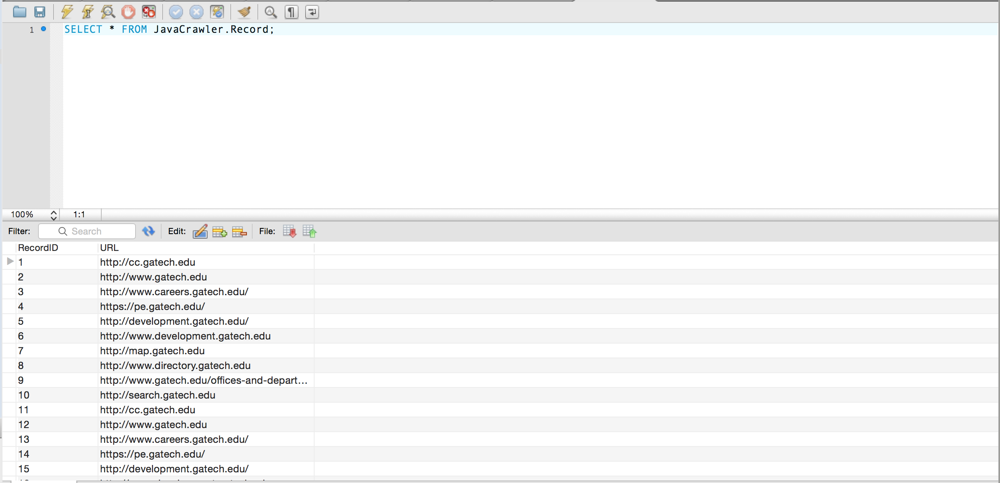 1 SELECT * FROM JavaCrawler.Record;
100% 1:1
Filter: Search Edit: File:
RecordID URL
1 http://cc.gatech.edu
2 http://www.gatech.edu
3 http://www.careers.gatech.edu/
4 https://pe.gatech.edu/
5 http://development.gatech.edu/
6 http://www.development.gatech.edu
7 http://map.gatech.edu
8 http://www.directory.gatech.edu
9 http://www.gatech.edu/offices-and-depart...
10 http://search.gatech.edu
11 http://cc.gatech.edu
12 http://www.gatech.edu
13 http://www.careers.gatech.edu/
14 https://pe.gatech.edu/
15 http://development.gatech.edu/